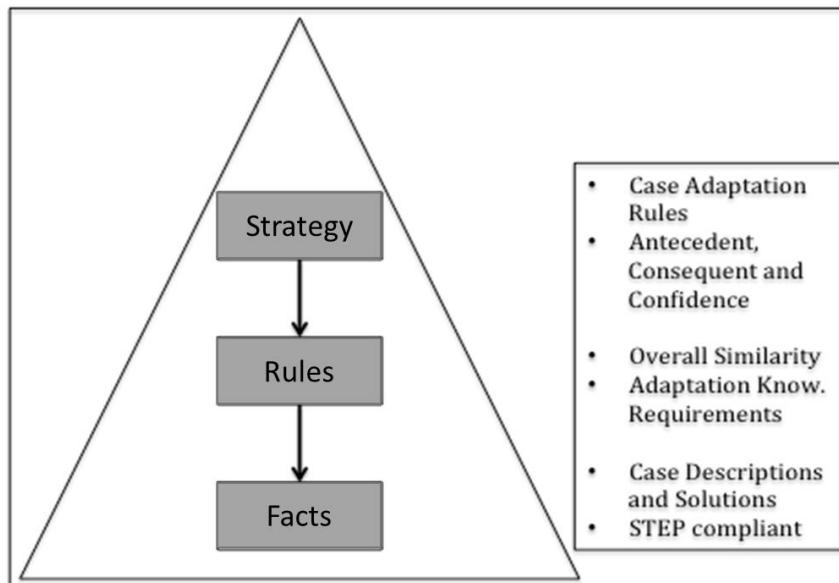 Strategy
Rules
Facts
• Case Adaptation
Rules
• Antecedent,
Consequent and
Confidence
• Overall Similarity
• Adaptation Know.
Requirements
• Case Descriptions
and Solutions
• STEP compliant